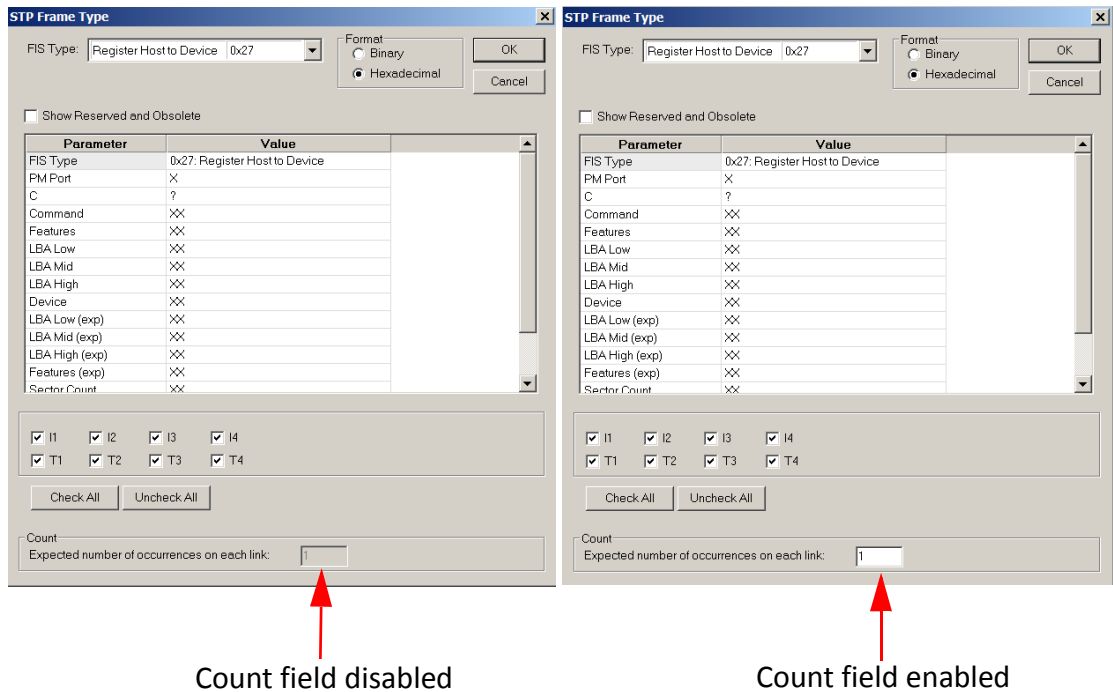 STP Frame Type
FIS Type: Register Host to Device 0x27
Format
Binary
Hexadecimal
OK
Cancel
Show Reserved and Obsolete
Parameter Value
FIS Type 0x27: Register Host to Device
PM Port X
C ?
Command XX
Features XX
LBA Low XX
LBA Mid XX
LBA High XX
Device XX
LBA Low (exp) XX
LBA Mid (exp) XX
LBA High (exp) XX
Features (exp) XX
Sector Count XX
I1 I2 I3 I4
T1 T2 T3 T4
Check All Uncheck All
Count
Expected number of occurrences on each link: 1
Count field disabled
STP Frame Type
FIS Type: Register Host to Device 0x27
Format
Binary
Hexadecimal
OK
Cancel
Show Reserved and Obsolete
Parameter Value
FIS Type 0x27: Register Host to Device
PM Port X
C ?
Command XX
Features XX
LBA Low XX
LBA Mid XX
LBA High XX
Device XX
LBA Low (exp) XX
LBA Mid (exp) XX
LBA High (exp) XX
Features (exp) XX
Sector Count XX
I1 I2 I3 I4
T1 T2 T3 T4
Check All Uncheck All
Count
Expected number of occurrences on each link: 1
Count field enabled